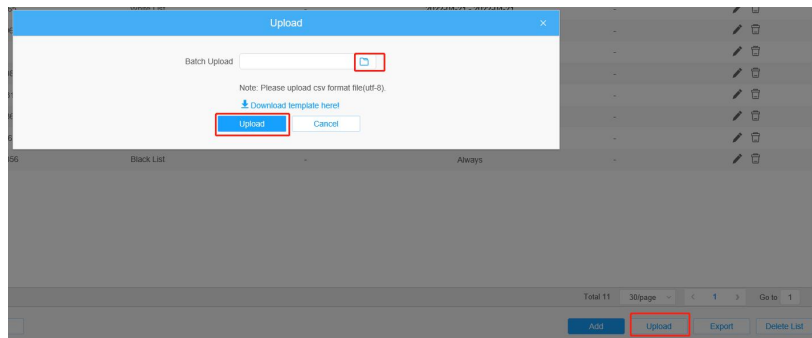 Upload
Batch Upload
Note: Please upload csv format file(utf-8).
Download template here!
Upload Cancel
Black List - Always -
Total 11 30/page 1 Go to 1
Add Upload Export Delete List